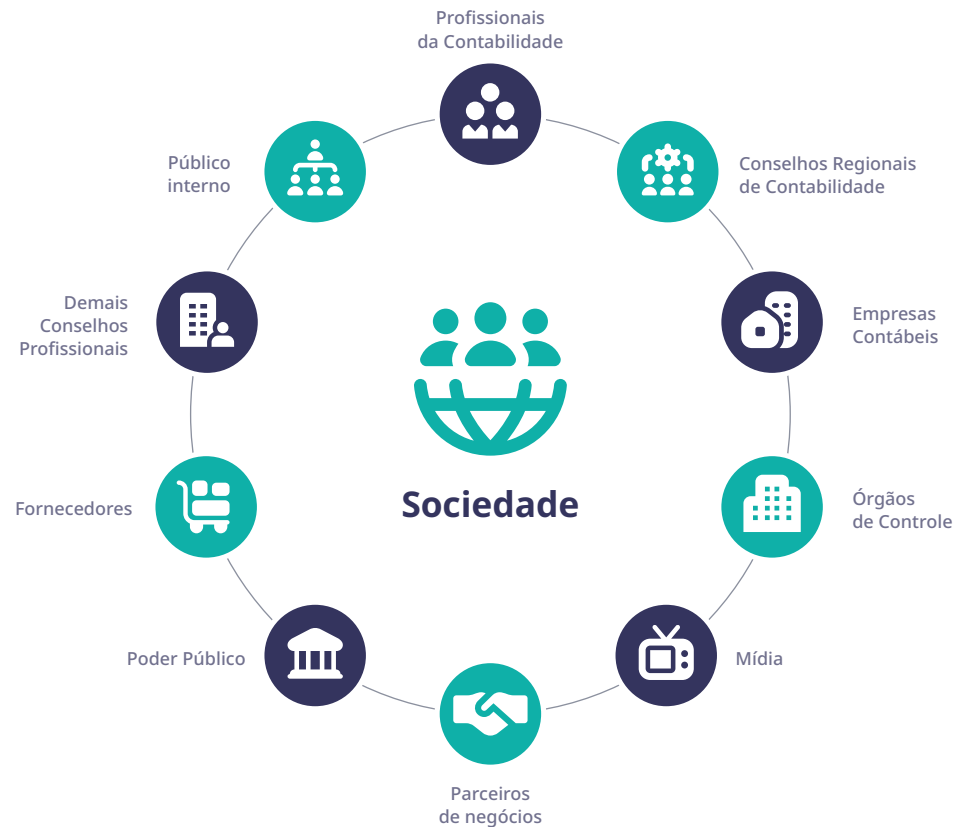 Profissionais
da Contabilidade
Conselhos Regionais
de Contabilidade
Empresas
Contábeis
Órgãos
de Controle
Mídia
Parceiros
de negócios
Poder Público
Fornecedores
Demais
Conselhos
Profissionais
Público
interno
Sociedade